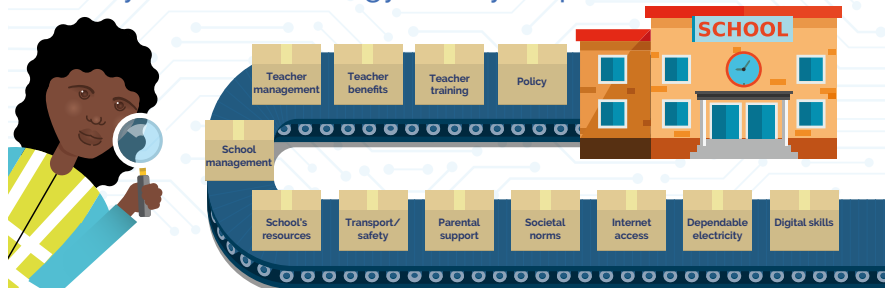 SCHOOL
Teacher
management
Teacher
benefits
Teacher
training
Policy
School
management
School's
resources
Transport/
safety
Parental
support
Societal
norms
Internet
access
Dependable
electricity
Digital skills